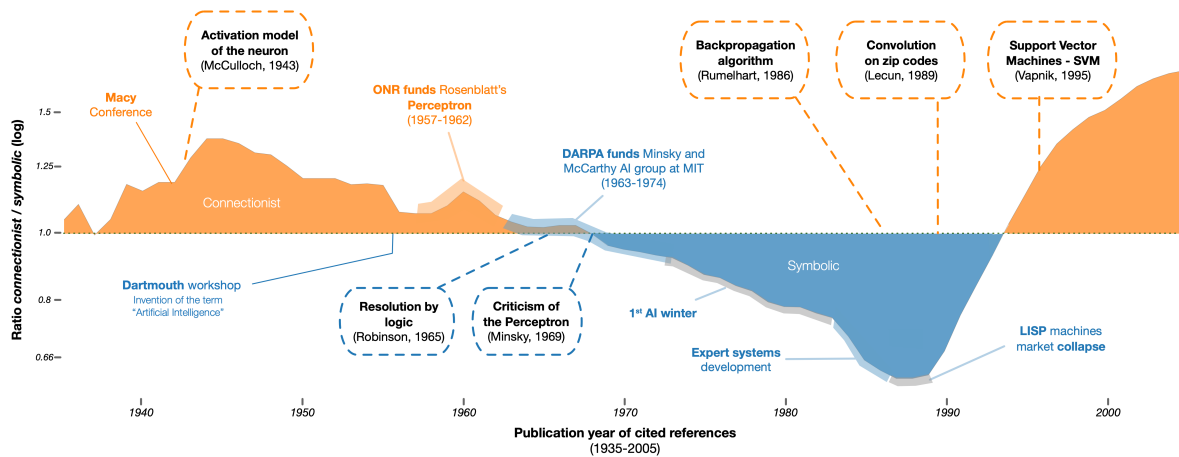 Activation model
of the neuron
(McCulloch, 1943)
Backpropagation
algorithm
(Rumelhart, 1986)
Convolution
on zip codes
(Lecun, 1989)
Support Vector
Machines - SVM
(Vapnik, 1995)
Macy
Conference
ONR funds Rosenblatt's
Perceptron
(1957-1962)
DARPA funds Minsky and
McCarthy AI group at MIT
(1963-1974)
Ratio connectionist / symbolic (log)
1.5
1.25
1.0
0.8
0.66
Connectionist
Symbolic
Dartmouth workshop
Invention of the term
“Artificial Intelligence”
Resolution by
logic
(Robinson, 1965)
Criticism of
the Perceptron
(Minsky, 1969)
1st AI winter
Expert systems
development
LISP machines
market collapse
1940
1950
1960
1970
1980
1990
2000
Publication year of cited references
(1935-2005)